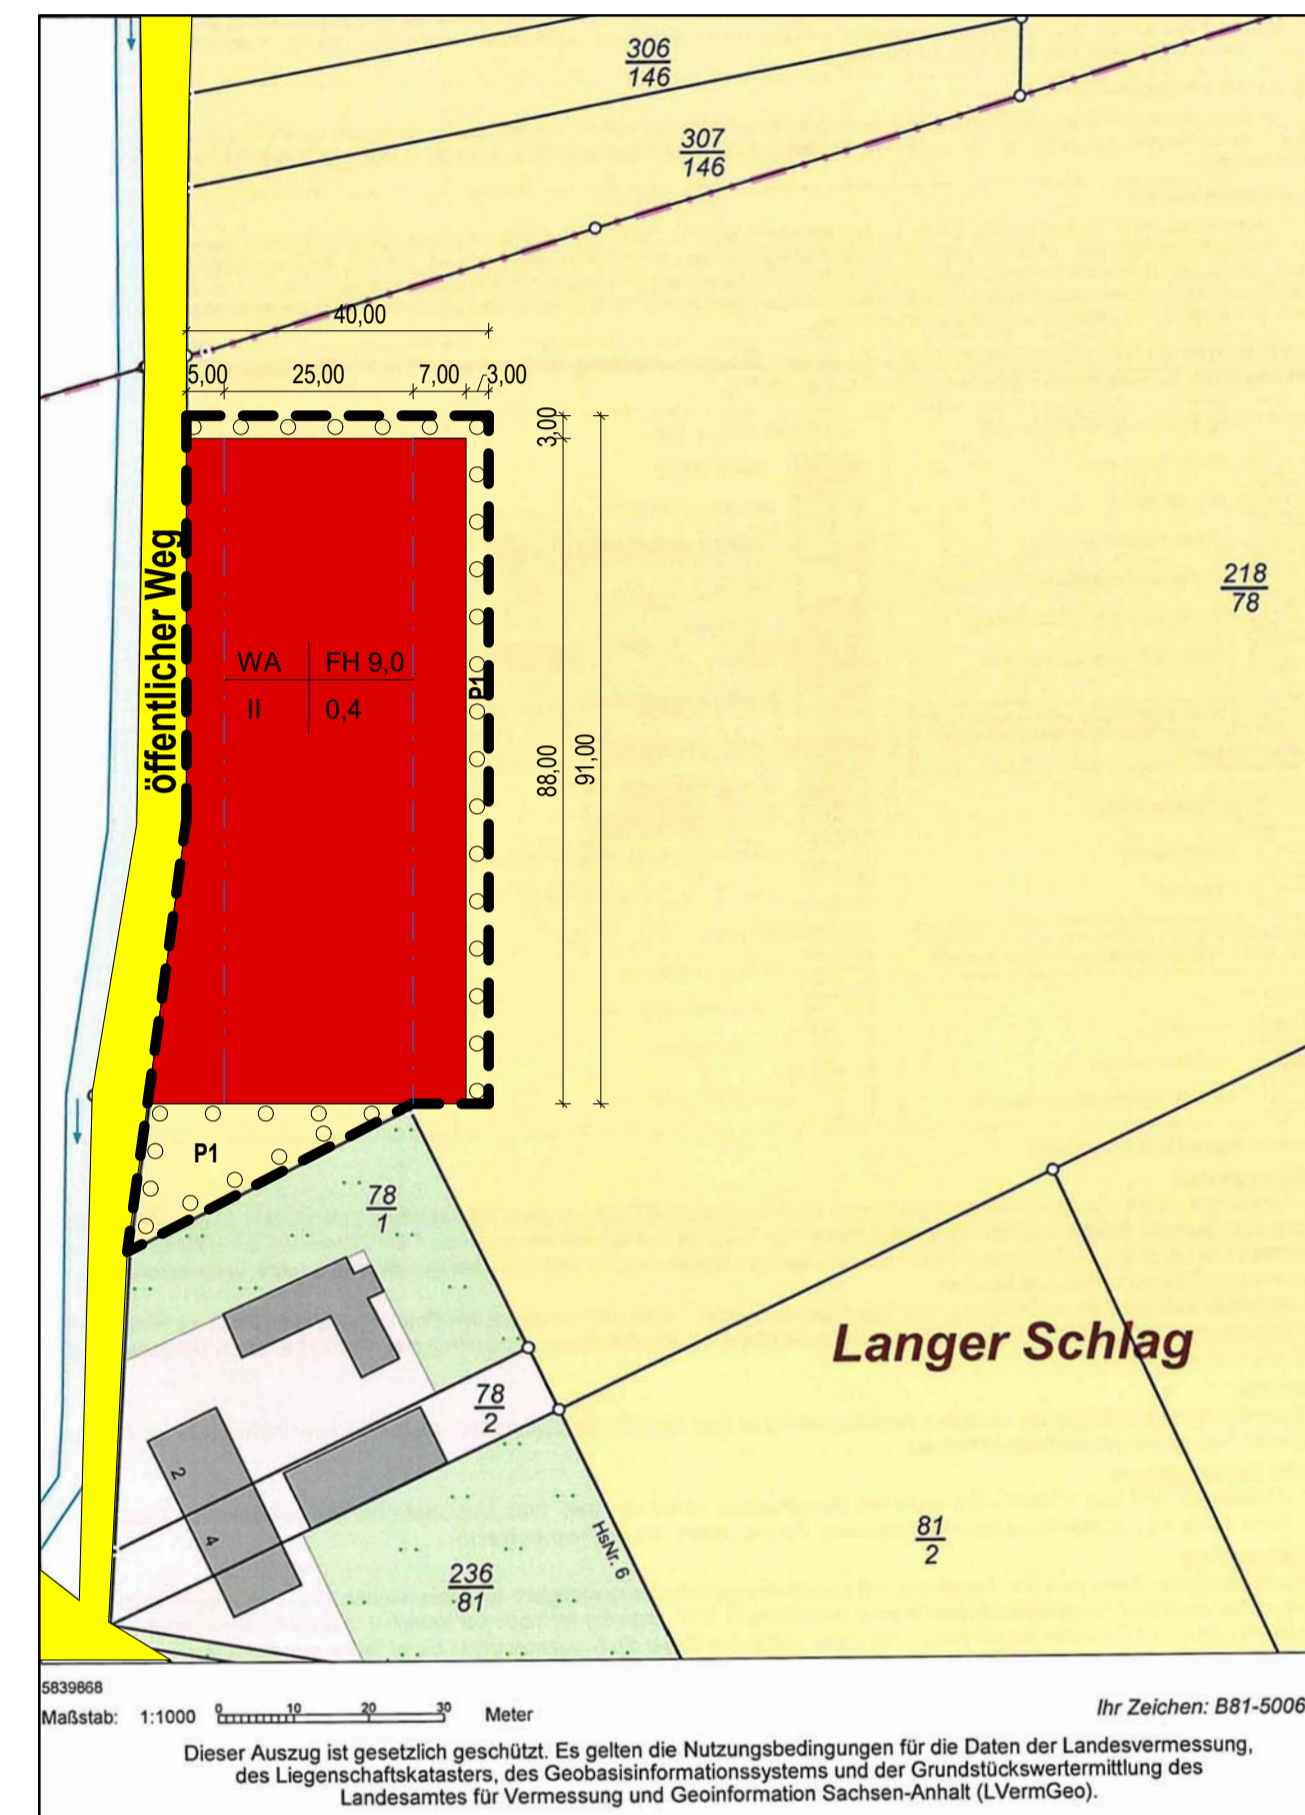 306
146
307
146
40,00
5,00 25,00 7,00 3,00
3,00
218
78
öffentlicher Weg
WA FH 9,0
II 0,4
P1
88,00
91,00
P1
78
1
Langer Schlag
78
2
2
4
HsNr. 6
81
2
236
81
5839868
Maßstab: 1:1000 0 10 20 30 Meter
Ihr Zeichen: B81-5006
Dieser Auszug ist gesetzlich geschützt. Es gelten die Nutzungsbedingungen für die Daten der Landesvermessung,
des Liegenschaftskatasters, des Geobasisinformationssystems und der Grundstückswertermittlung des
Landesamtes für Vermessung und Geoinformation Sachsen-Anhalt (LVermGeo).